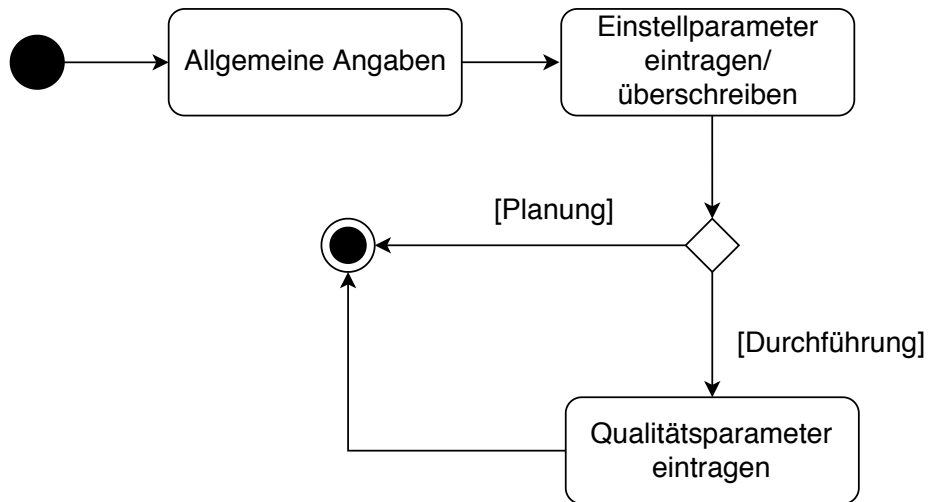 Allgemeine Angaben
Einstellparameter
eintragen/
überschreiben
[Planung]
[Durchführung]
Qualitätsparameter
eintragen